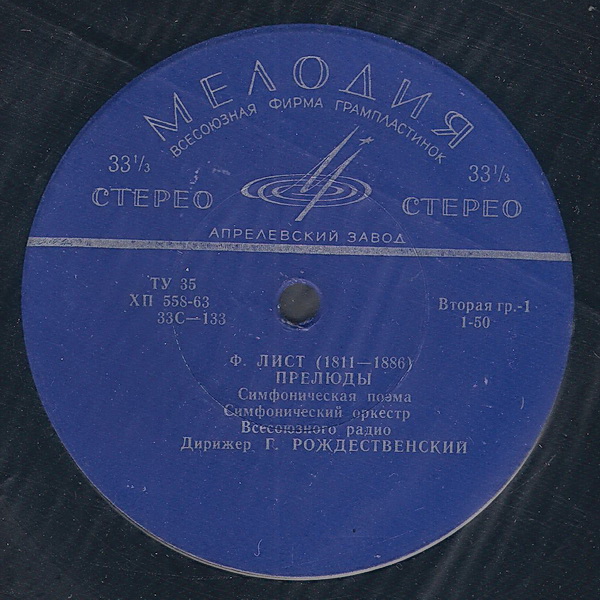 МЕЛОДИЯ
ВСЕСОЮЗНАЯ ФИРМА ГРАМПЛАСТИНОК
33⅓ 33⅓
СТЕРЕО СТЕРЕО
АПРЕЛЕВСКИЙ ЗАВОД
ТУ 35
ХП 558-63
33С—133
Вторая гр.-1
1-50
Ф. ЛИСТ (1811—1886)
ПРЕЛЮДЫ
Симфоническая поэма
Симфонический оркестр
Всесоюзного радио
Дирижер Г. РОЖДЕСТВЕНСКИЙ